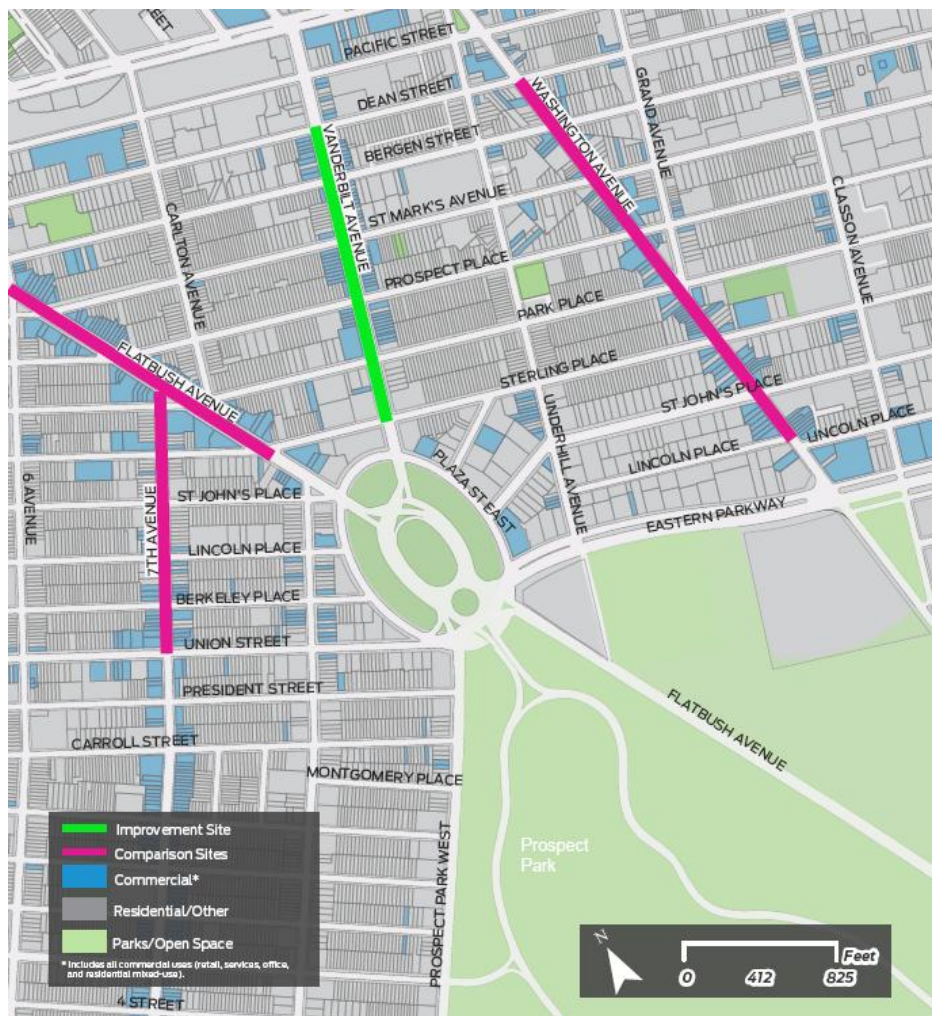 STREET
PACIFIC STREET
DEAN STREET
WASHINGTON AVENUE
GRAND AVENUE
VANDERBILT AVENUE
BERGEN STREET
ST MARK'S AVENUE
CLASSON AVENUE
CARLTON AVENUE
PROSPECT PLACE
PARK PLACE
FLATBUSH AVENUE
STERLING PLACE
ST JOHN'S PLACE
UNDERHILL AVENUE
LINCOLN PLACE
LINCOLN PLACE
PLAZA ST EAST
6 AVENUE
7TH AVENUE
ST JOHN'S PLACE
EASTERN PARKWAY
LINCOLN PLACE
BERKELEY PLACE
UNION STREET
PRESIDENT STREET
FLATBUSH AVENUE
CARROLL STREET
MONTGOMERY PLACE
PROSPECT PARK WEST
Prospect
Park
Improvement Site
Comparison Sites
Commercial*
Residential/Other
Parks/Open Space
* Includes all commercial uses (retail, services, office,
and residential mixed-use).
4 STREET
N
Feet
0 412 825